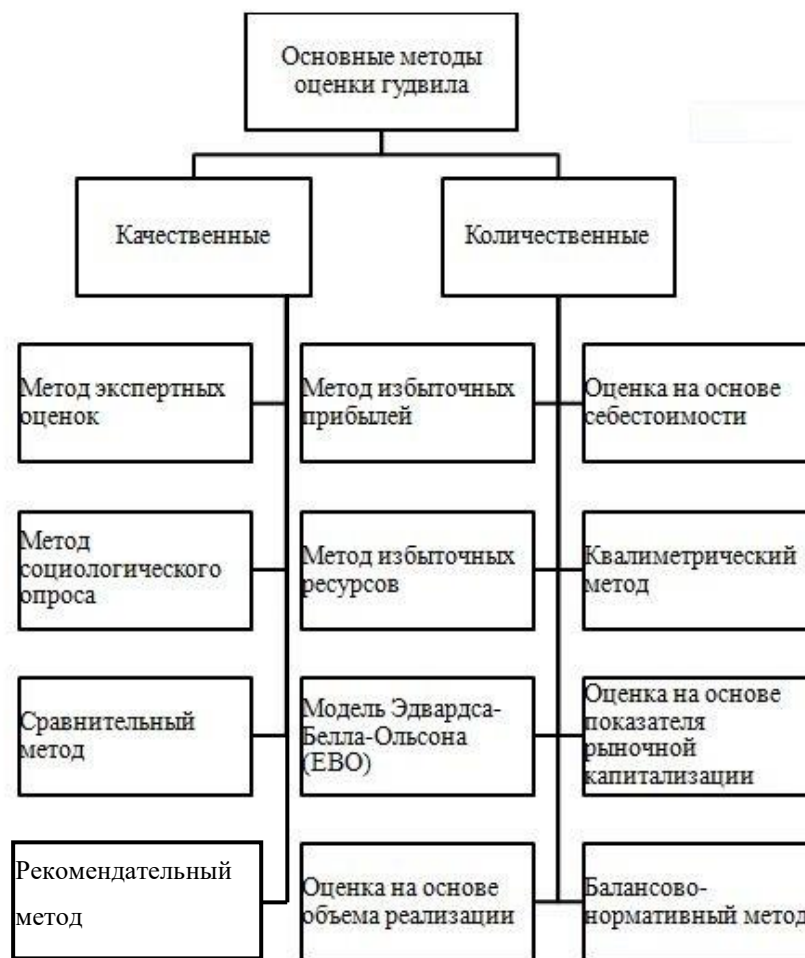 Основные методы
оценки гудвила
Качественные
Количественные
Метод экспертных
оценок
Метод избыточных
прибылей
Оценка на основе
себестоимости
Метод
социологического
опроса
Метод избыточных
ресурсов
Квалиметрический
метод
Сравнительный
метод
Модель Эдвардса-
Белла-Ольсона
(ЕВО)
Оценка на основе
показателя
рыночной
капитализации
Рекомендательный
метод
Оценка на основе
объема реализации
Балансово-
нормативный метод